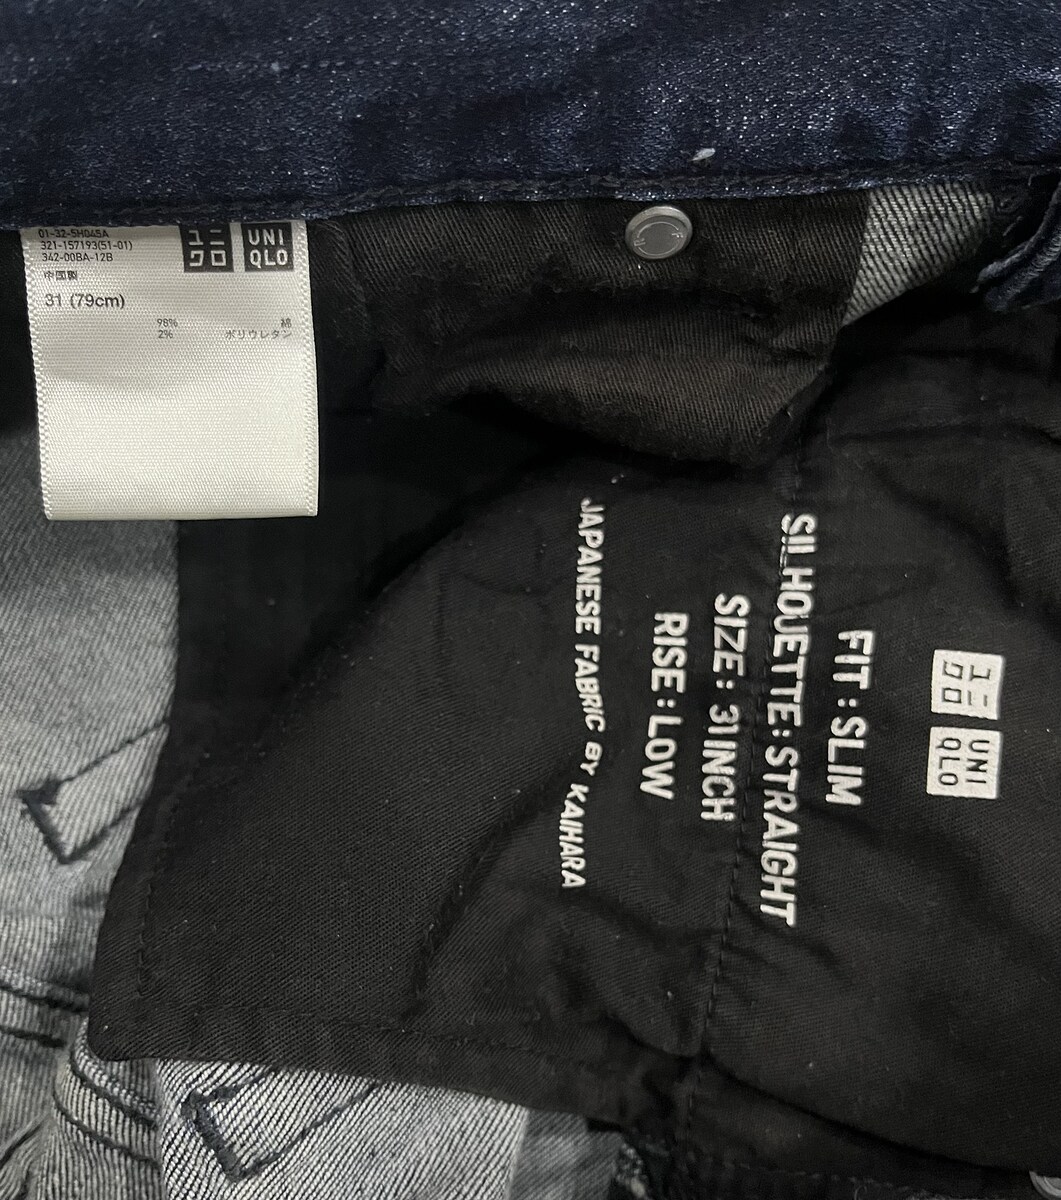 01-32-5H045A
321-157193(51-01)
342-00BA-12B
中国製
31 (79cm)
98% 綿
2% ポリウレタン
ユニ
クロ
UNI
QLO
ユニ
クロ
UNI
QLO
FIT: SLIM
SILHOUETTE: STRAIGHT
SIZE: 31INCH
RISE: LOW
JAPANESE FABRIC BY KAIHARA